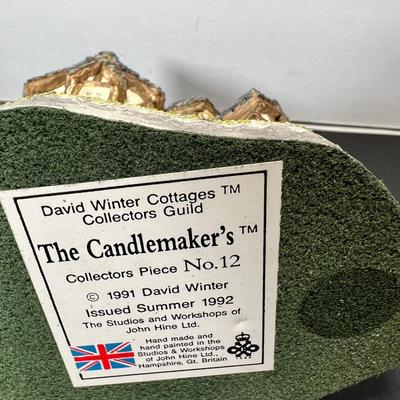 David Winter Cottages ™
Collectors Guild
The Candlemaker's ™
Collectors Piece No.12
© 1991 David Winter
Issued Summer 1992
The Studios and Workshops of
John Hine Ltd.
Hand made and
hand painted in the
Studios & Workshops
of John Hine Ltd.,
Hampshire, Gt. Britain